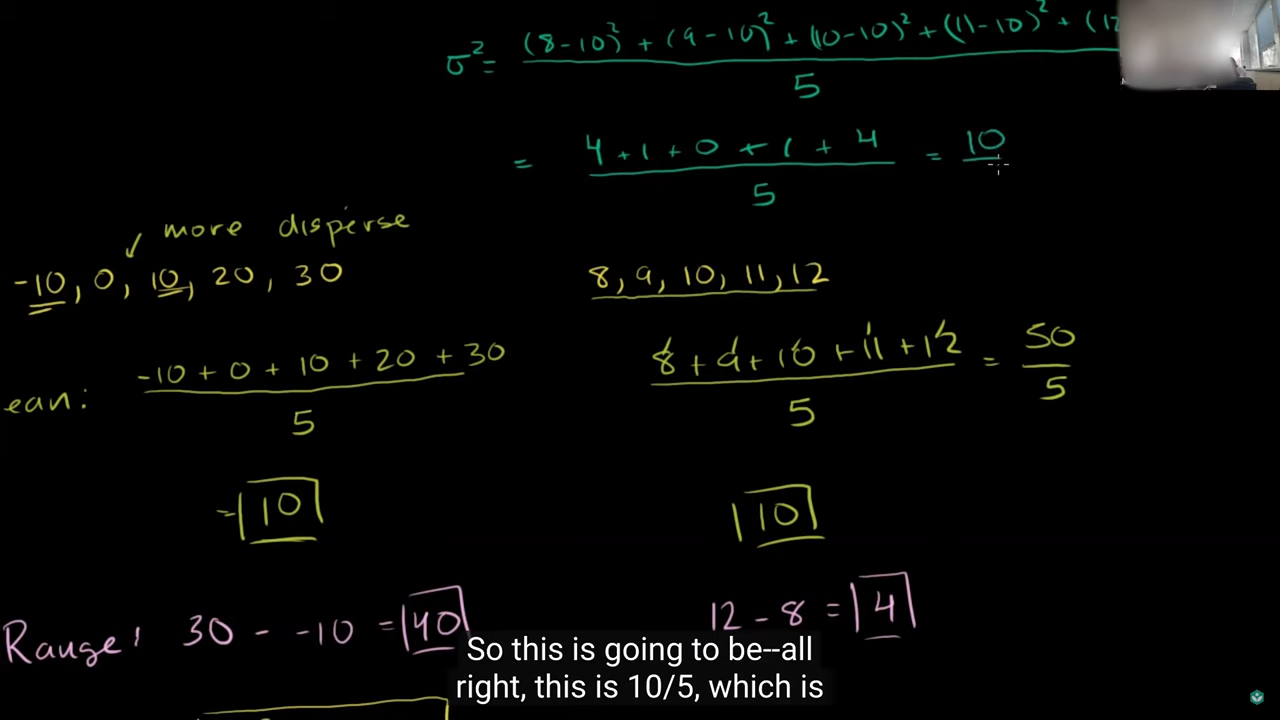 σ² = (8-10)² + (9-10)² + (10-10)² + (11-10)² + (12
5
= 4 + 1 + 0 + 1 + 4 = 10
5
more disperse
-10, 0, 10, 20, 30
8, 9, 10, 11, 12
ean: -10 + 0 + 10 + 20 + 30
5
8 + 9 + 10 + 11 + 12 = 50
5 5
= 10
10
Range: 30 - -10 = 40
12 - 8 = 4
So this is going to be--all
right, this is 10/5, which is